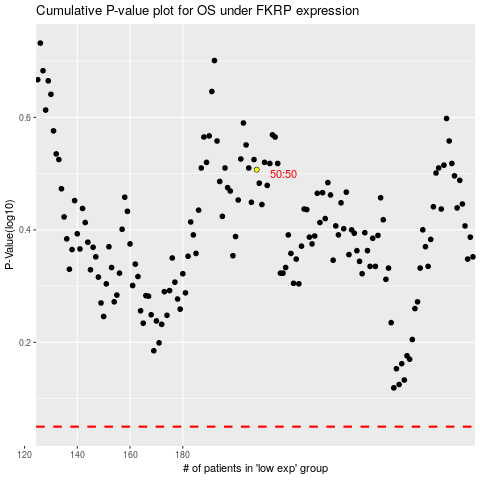 Cumulative P-value plot for OS under FKRP expression
P-Value(log10)
0.6
0.4
0.2
50:50
120 140 160 180
# of patients in 'low exp' group